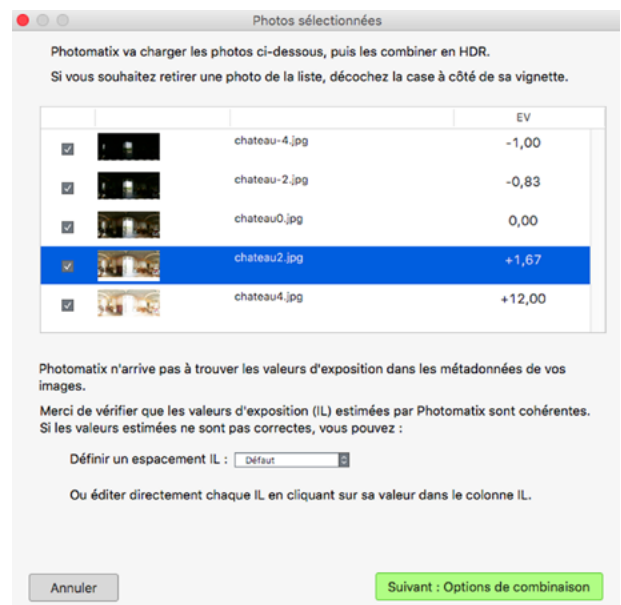 Photos sélectionnées
Photomatix va charger les photos ci-dessous, puis les combiner en HDR.
Si vous souhaitez retirer une photo de la liste, décochez la case à côté de sa vignette.
EV
chateau-4.jpg -1,00
chateau-2.jpg -0,83
chateau0.jpg 0,00
chateau2.jpg +1,67
chateau4.jpg +12,00
Photomatix n'arrive pas à trouver les valeurs d'exposition dans les métadonnées de vos
images.
Merci de vérifier que les valeurs d'exposition (IL) estimées par Photomatix sont cohérentes.
Si les valeurs estimées ne sont pas correctes, vous pouvez :
Définir un espacement IL : Défaut
Ou éditer directement chaque IL en cliquant sur sa valeur dans le colonne IL.
Annuler Suivant : Options de combinaison